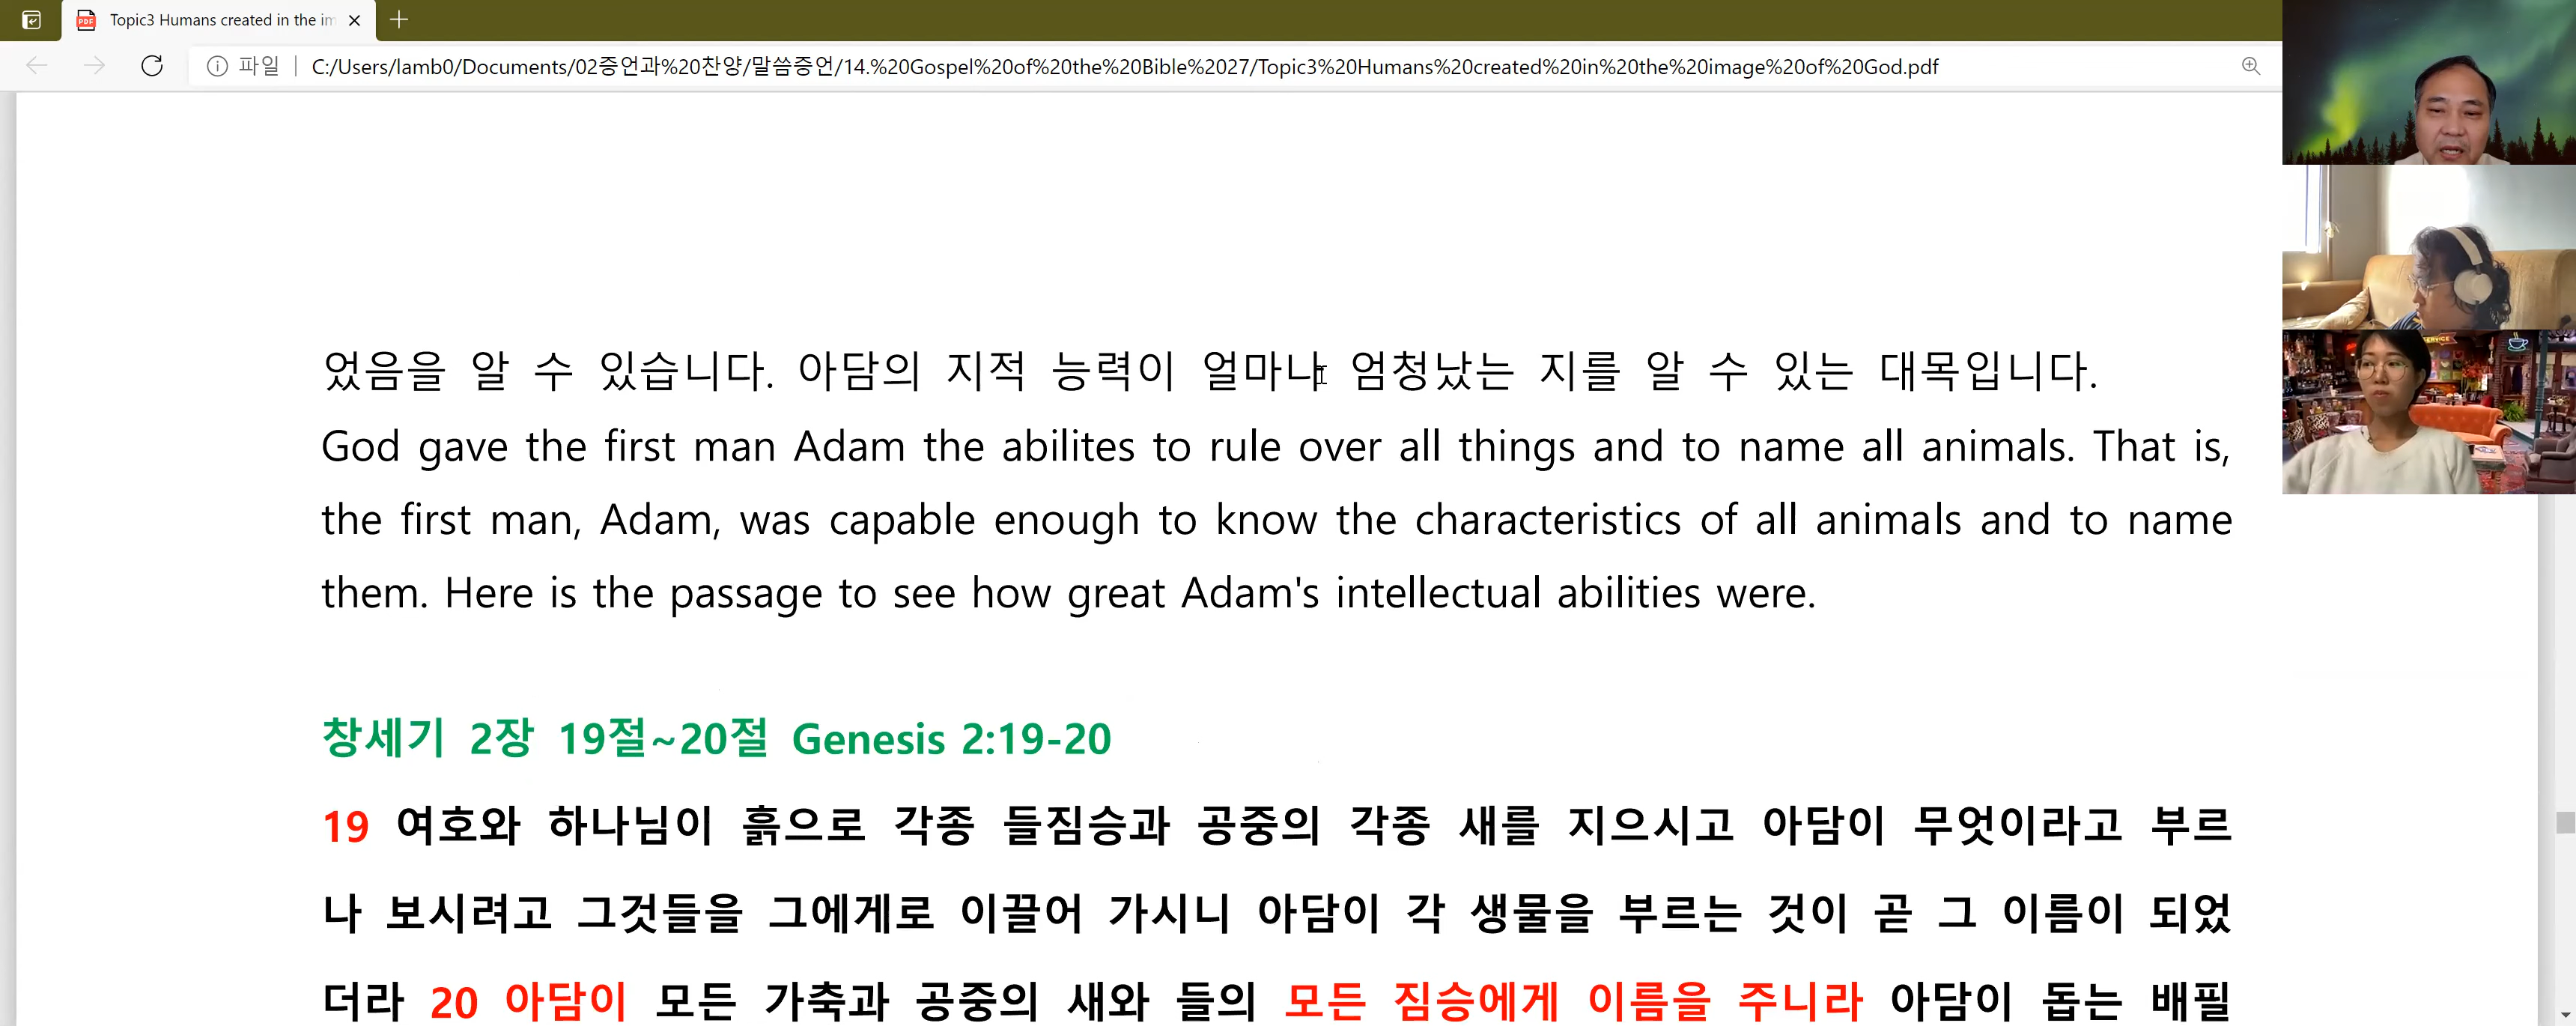 Topic3 Humans created in the im
파일
C:/Users/lamb0/Documents/02증언과%20찬양/말씀증언/14.%20Gospel%20of%20the%20Bible%2027/Topic3%20Humans%20created%20in%20the%20image%20of%20God.pdf
었음을 알 수 있습니다. 아담의 지적 능력이 얼마나 엄청났는 지를 알 수 있는 대목입니다.
God gave the first man Adam the abilites to rule over all things and to name all animals. That is,
the first man, Adam, was capable enough to know the characteristics of all animals and to name
them. Here is the passage to see how great Adam's intellectual abilities were.
창세기 2장 19절~20절 Genesis 2:19-20
19 여호와 하나님이 흙으로 각종 들짐승과 공중의 각종 새를 지으시고 아담이 무엇이라고 부르
나 보시려고 그것들을 그에게로 이끌어 가시니 아담이 각 생물을 부르는 것이 곧 그 이름이 되었
더라 20 아담이 모든 가축과 공중의 새와 들의 모든 짐승에게 이름을 주니라 아담이 돕는 배필